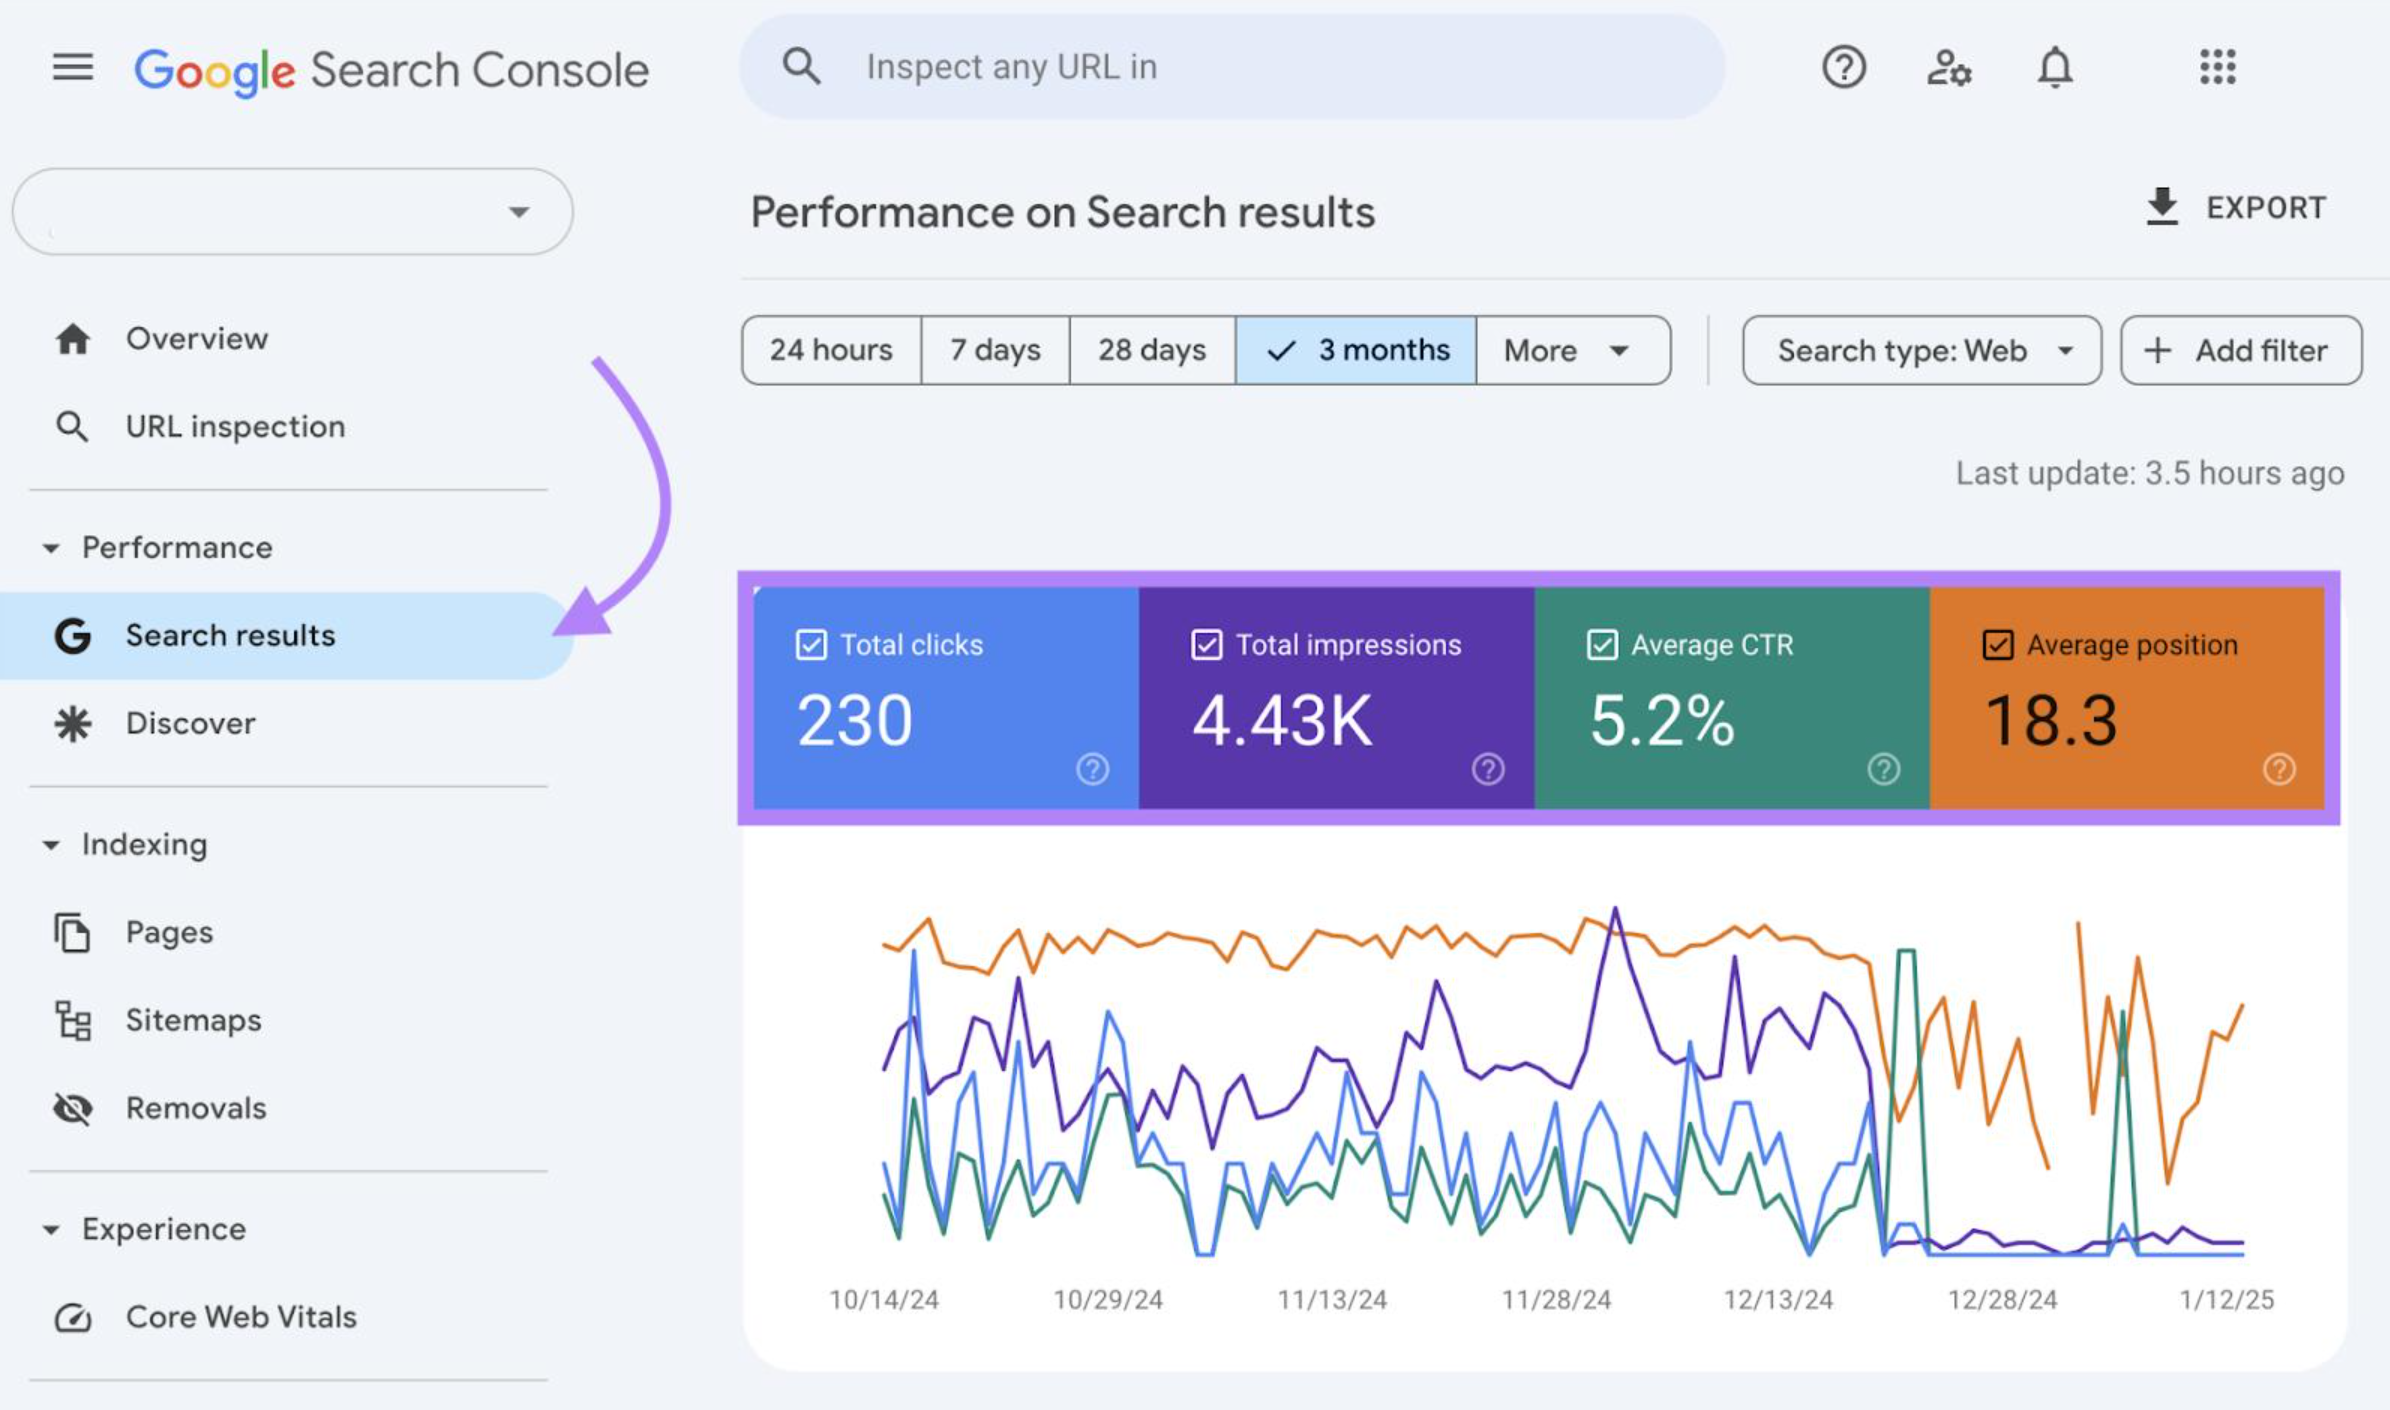 Google Search Console
Inspect any URL in
Performance on Search results
EXPORT
24 hours
7 days
28 days
3 months
More
Search type: Web
+ Add filter
Last update: 3.5 hours ago
Overview
URL inspection
Performance
Search results
Discover
Indexing
Pages
Sitemaps
Removals
Experience
Core Web Vitals
Total clicks
230
Total impressions
4.43K
Average CTR
5.2%
Average position
18.3
10/14/24
10/29/24
11/13/24
11/28/24
12/13/24
12/28/24
1/12/25